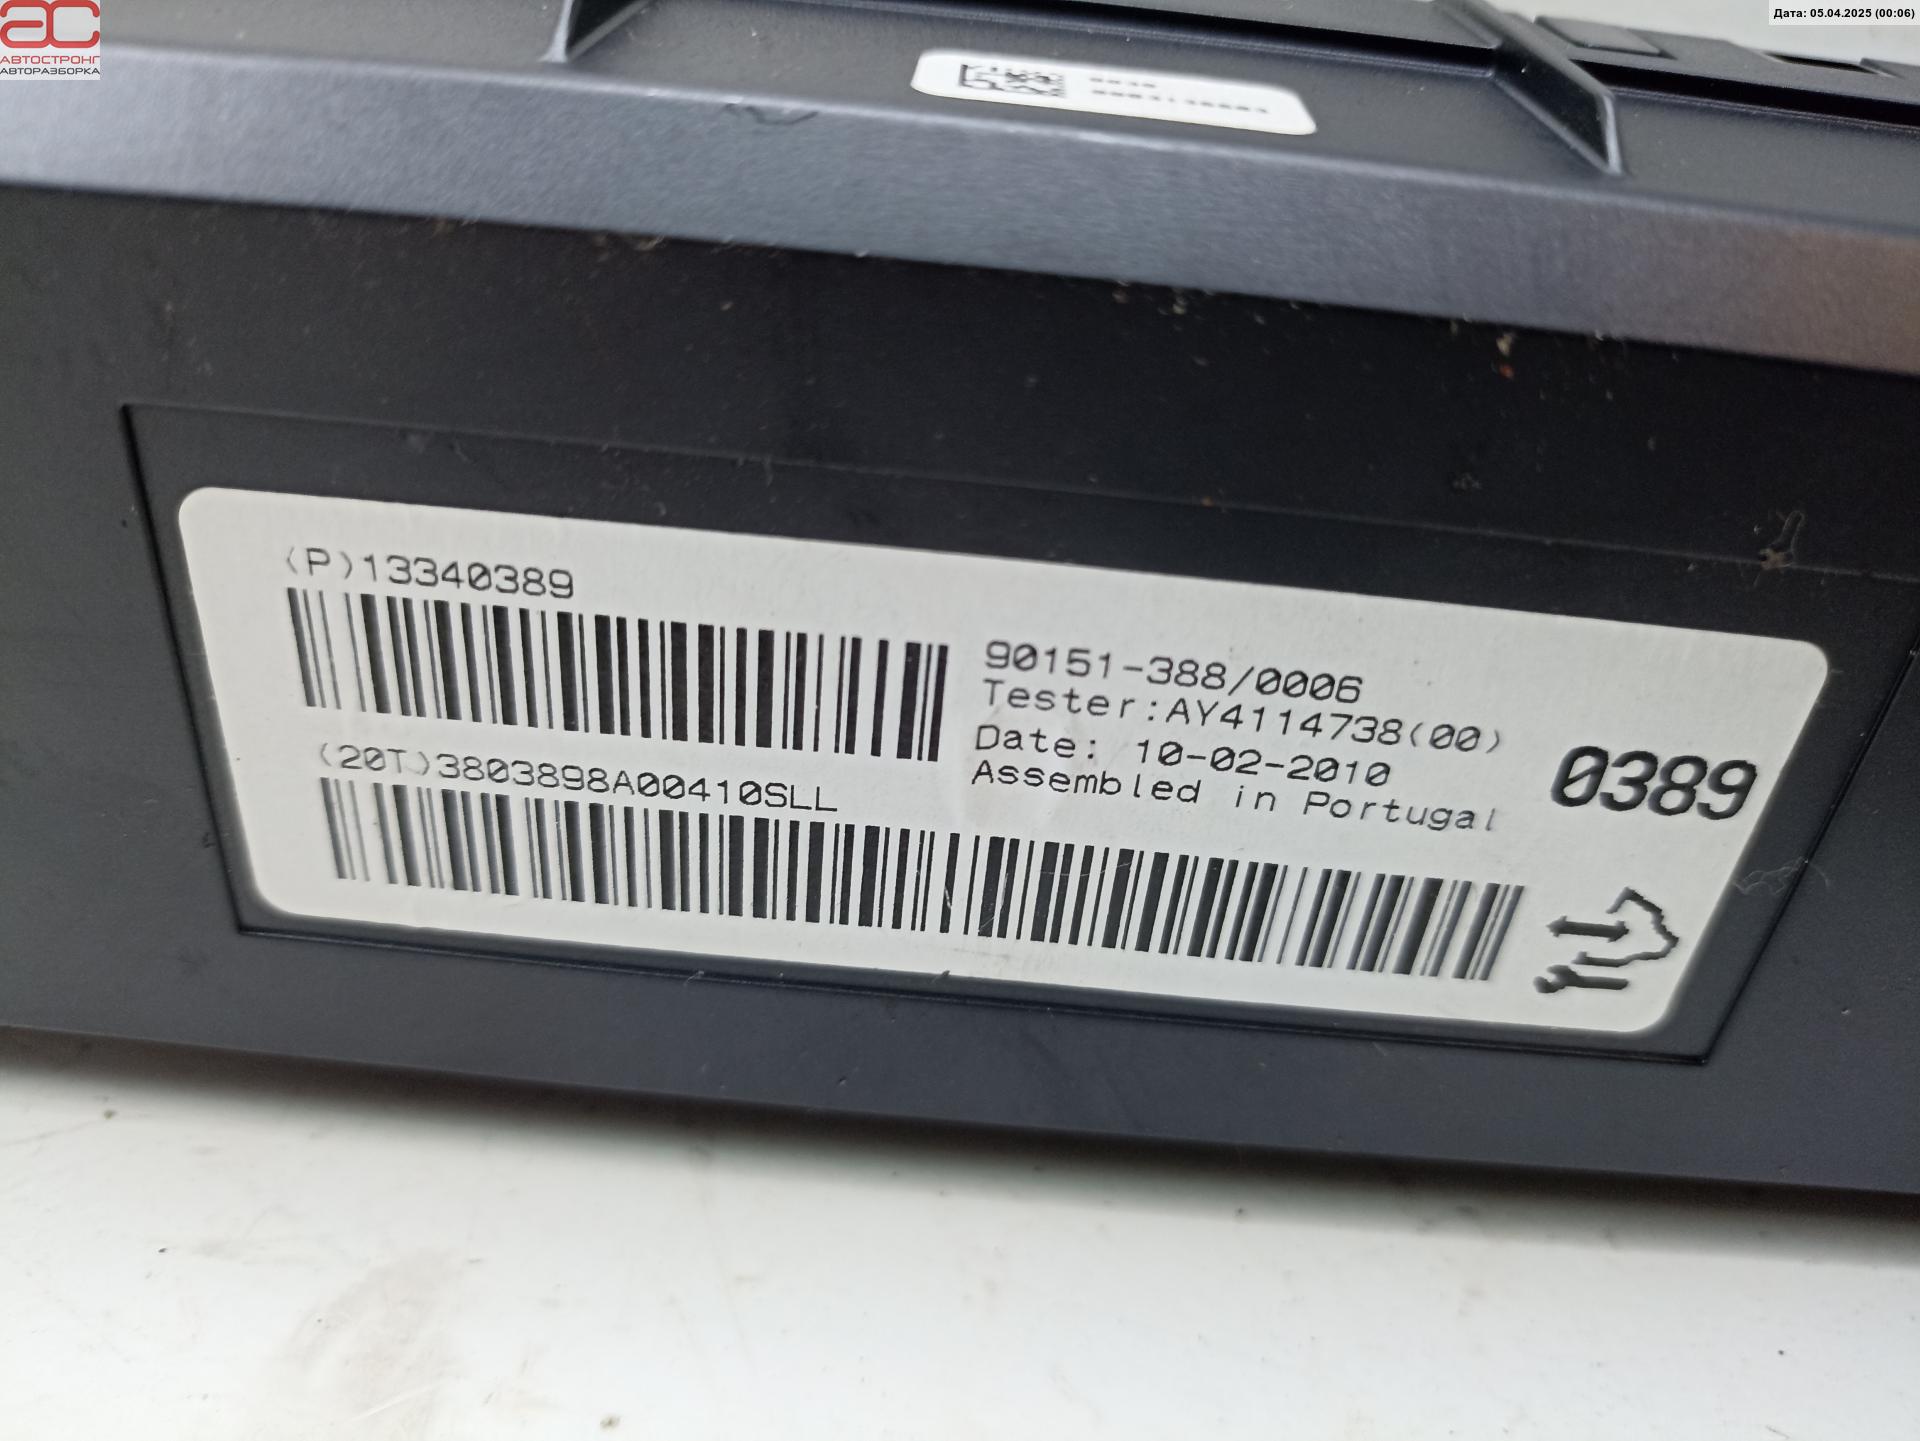 АС
АВТОСТРОНГ
АВТОРАЗБОРКА
Дата: 05.04.2025 (00:06)
(P)13340389
90151-388/0006
Tester:AY4114738(00)
Date: 10-02-2010
Assembled in Portugal
0389
(20T)3803898A00410SLL